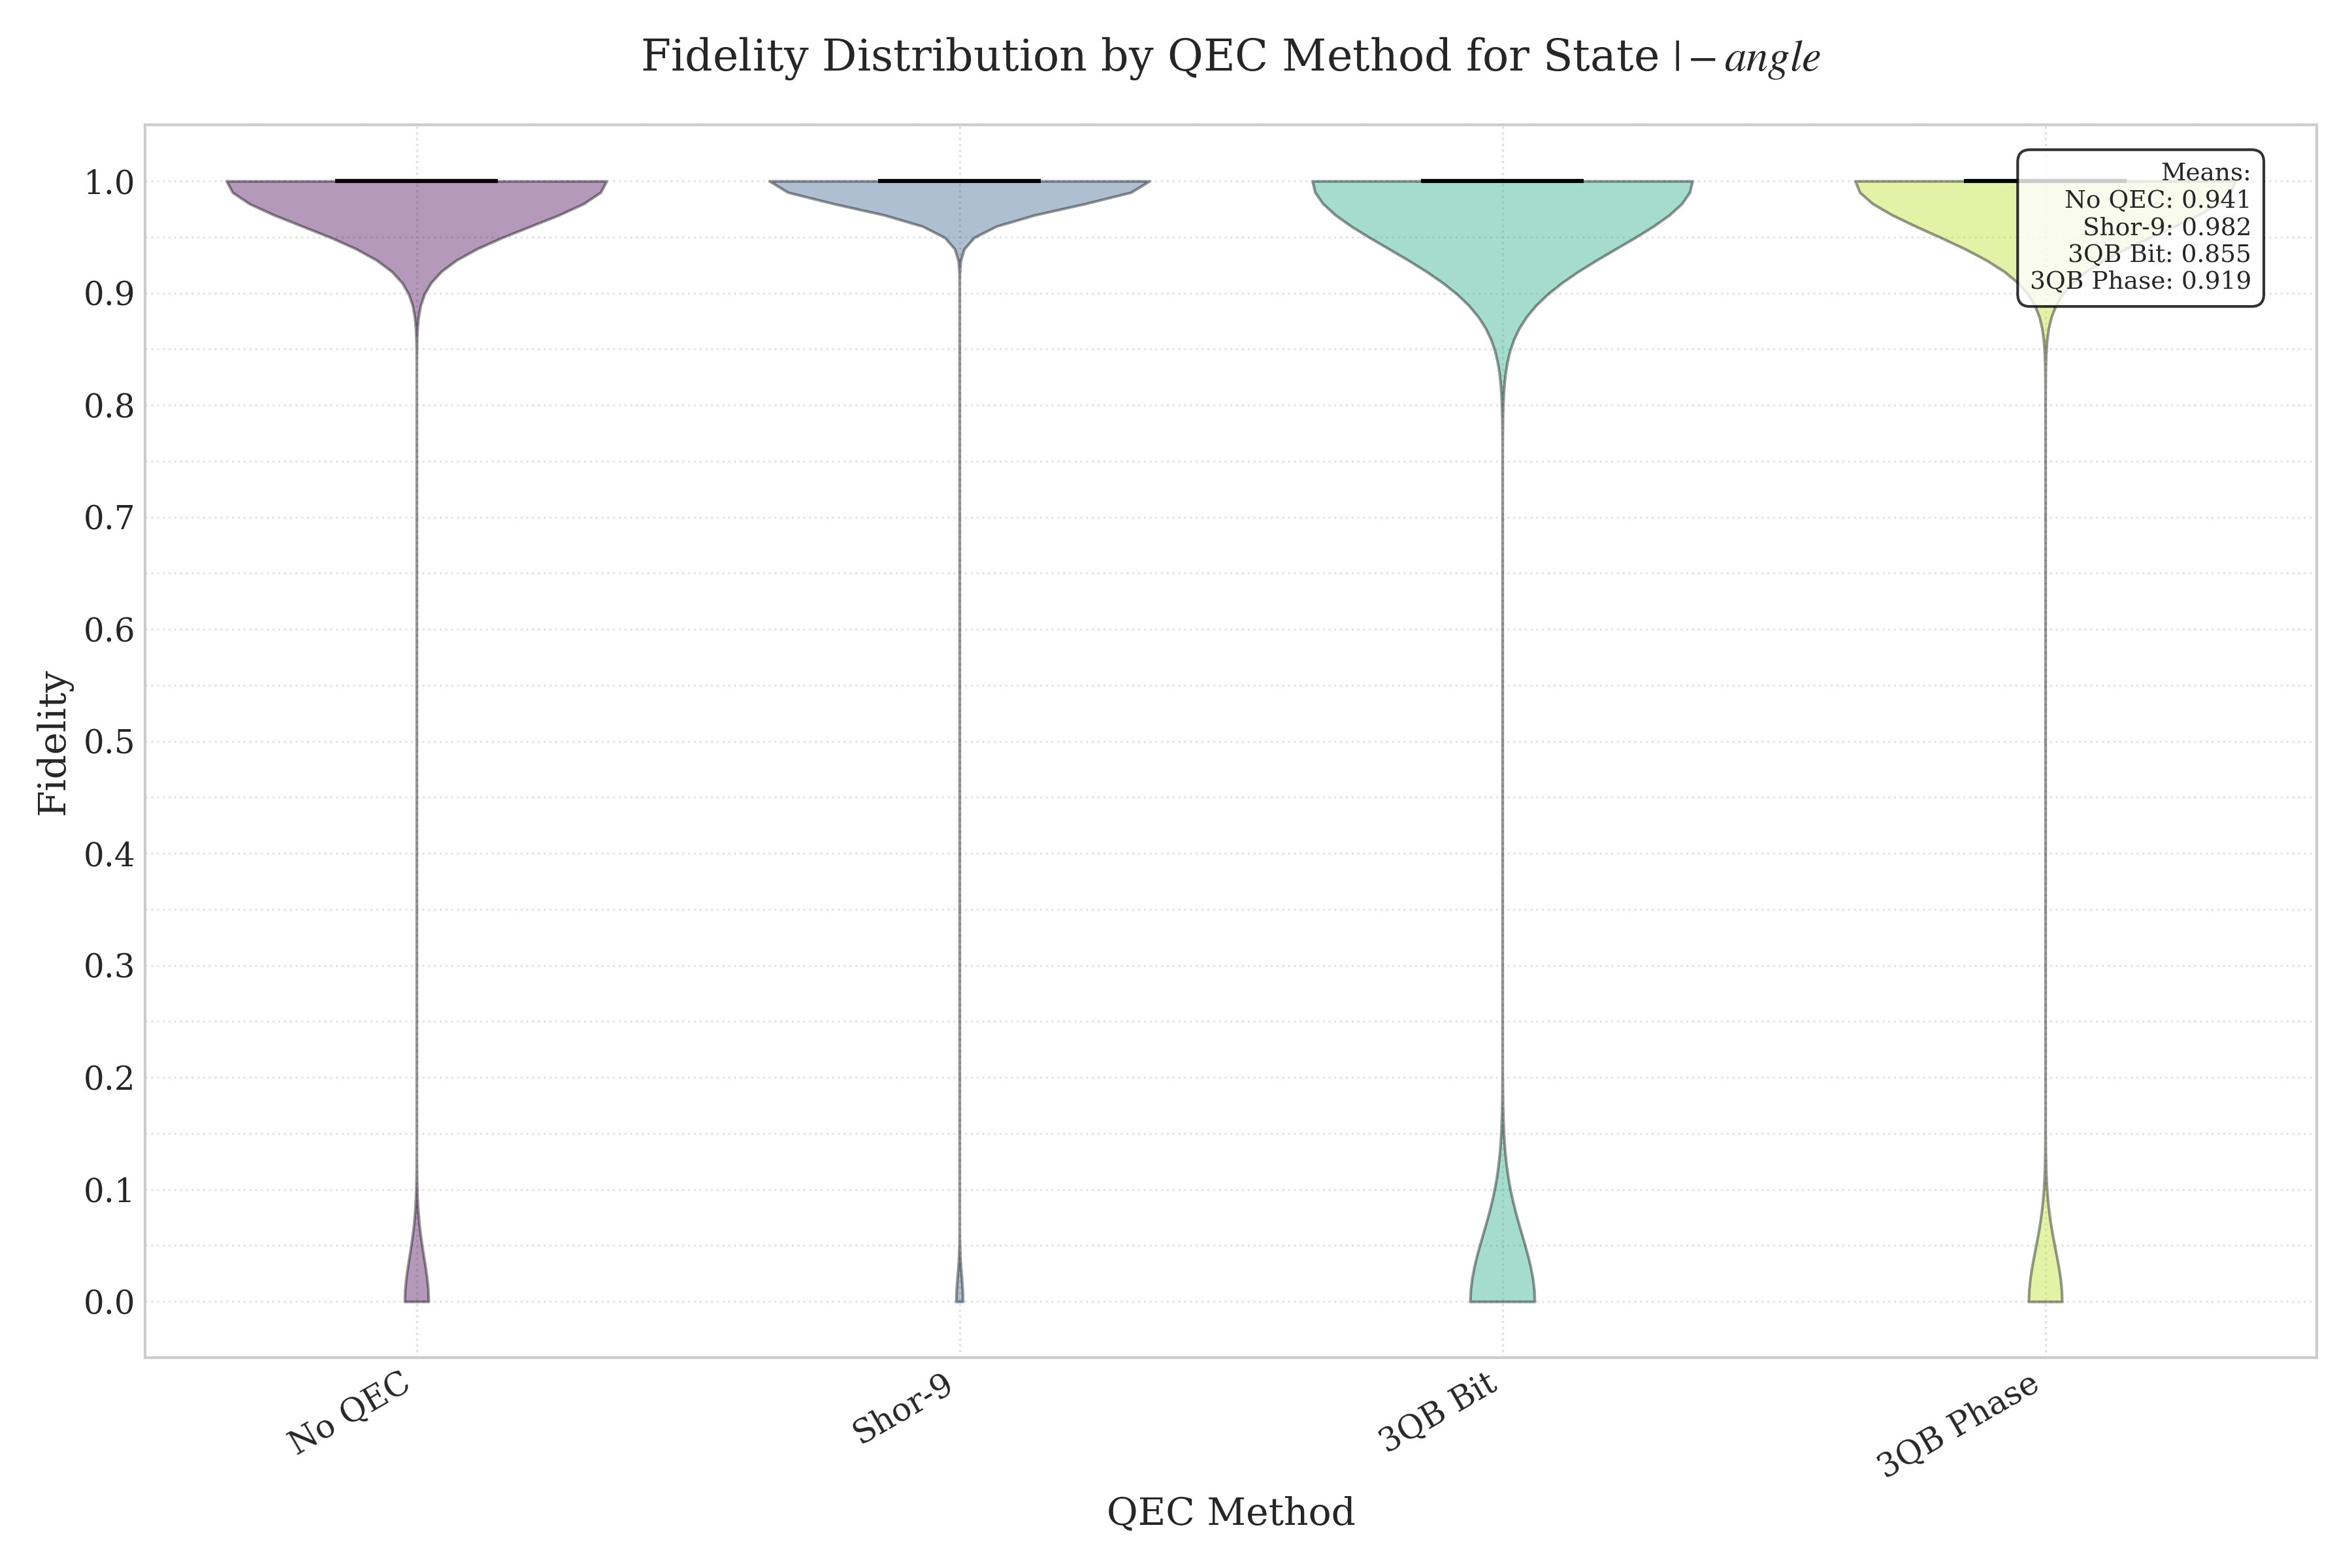 Fidelity Distribution by QEC Method for State |−angle
Means:
No QEC: 0.941
Shor-9: 0.982
3QB Bit: 0.855
3QB Phase: 0.919
1.0
0.9
0.8
0.7
0.6
0.5
0.4
0.3
0.2
0.1
0.0
Fidelity
No QEC
Shor-9
3QB Bit
3QB Phase
QEC Method